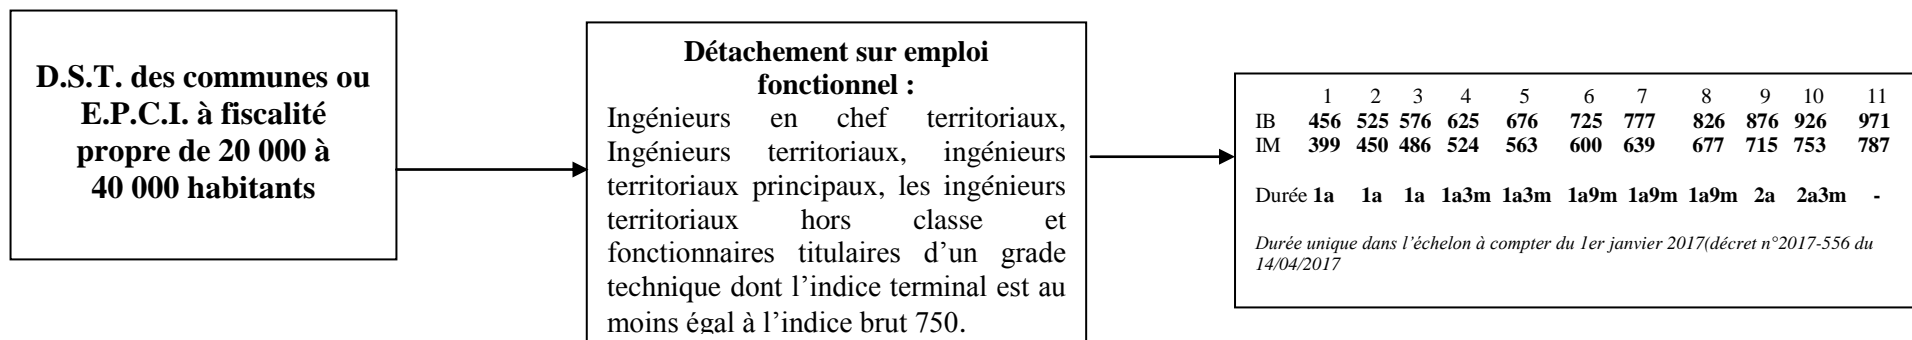 D.S.T. des communes ou
E.P.C.I. à fiscalité
propre de 20 000 à
40 000 habitants
Détachement sur emploi
fonctionnel :
Ingénieurs en chef territoriaux,
Ingénieurs territoriaux, ingénieurs
territoriaux principaux, les ingénieurs
territoriaux hors classe et
fonctionnaires titulaires d'un grade
technique dont l'indice terminal est au
moins égal à l'indice brut 750.
1 2 3 4 5 6 7 8 9 10 11
IB 456 525 576 625 676 725 777 826 876 926 971
IM 399 450 486 524 563 600 639 677 715 753 787
Durée 1a 1a 1a 1a3m 1a3m 1a9m 1a9m 1a9m 2a 2a3m -
Durée unique dans l'échelon à compter du 1er janvier 2017(décret n°2017-556 du
14/04/2017